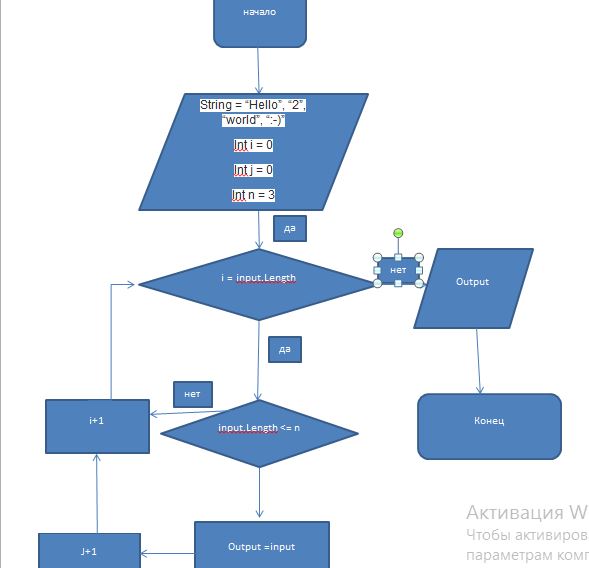 начало
String = “Hello”, “2”,
“world”, “:-)”
Int i = 0
Int j = 0
Int n = 3
да
i = input.Length
нет
Output
да
нет
i+1
input.Length <= n
Конец
Output =input
J+1
Активация W
Чтобы активиров
параметрам комп